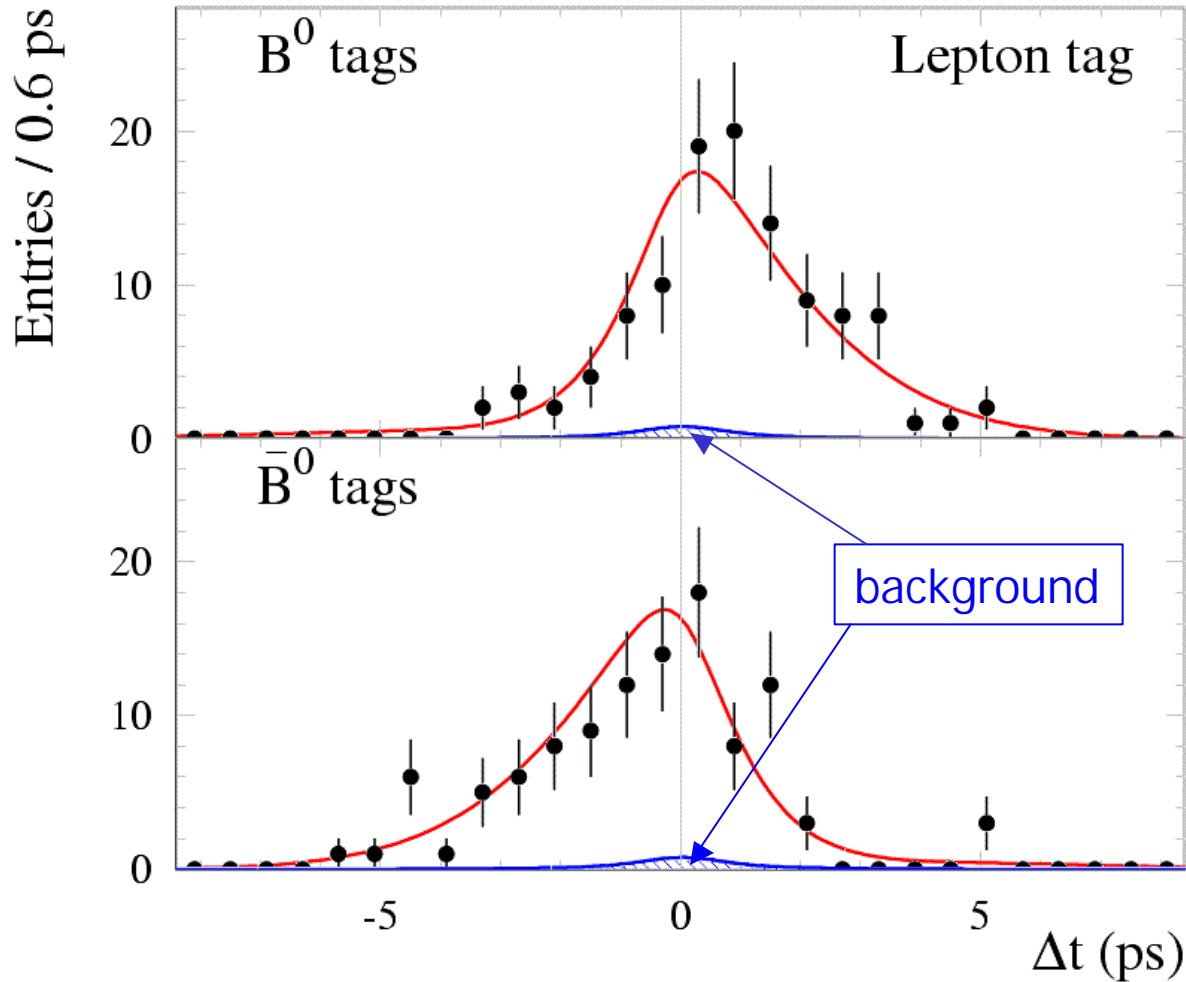 Entries / 0.6 ps
B⁰ tags
Lepton tag
20
10
0
B̄⁰ tags
20
background
10
0
-5 0 5
Δt (ps)